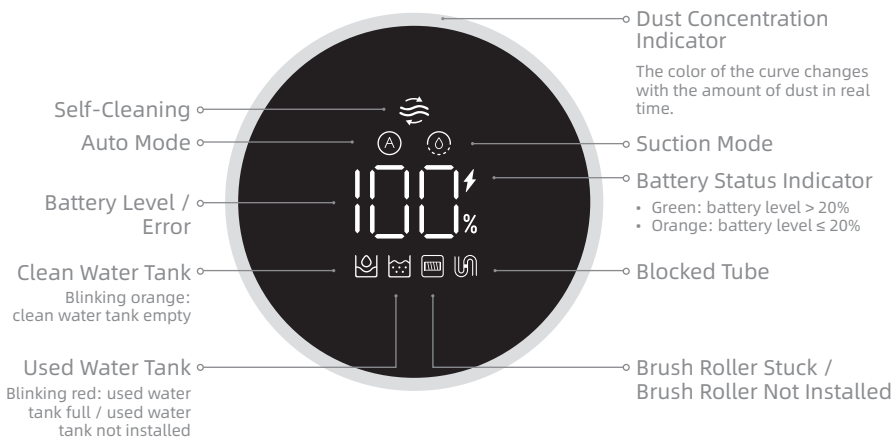 Dust Concentration
Indicator
The color of the curve changes
with the amount of dust in real
time.
Self-Cleaning
Auto Mode
A
Suction Mode
Battery Level /
Error
100
%
Battery Status Indicator
• Green: battery level > 20%
• Orange: battery level ≤ 20%
Clean Water Tank
Blinking orange:
clean water tank empty
Blocked Tube
Used Water Tank
Blinking red: used water
tank full / used water
tank not installed
Brush Roller Stuck /
Brush Roller Not Installed